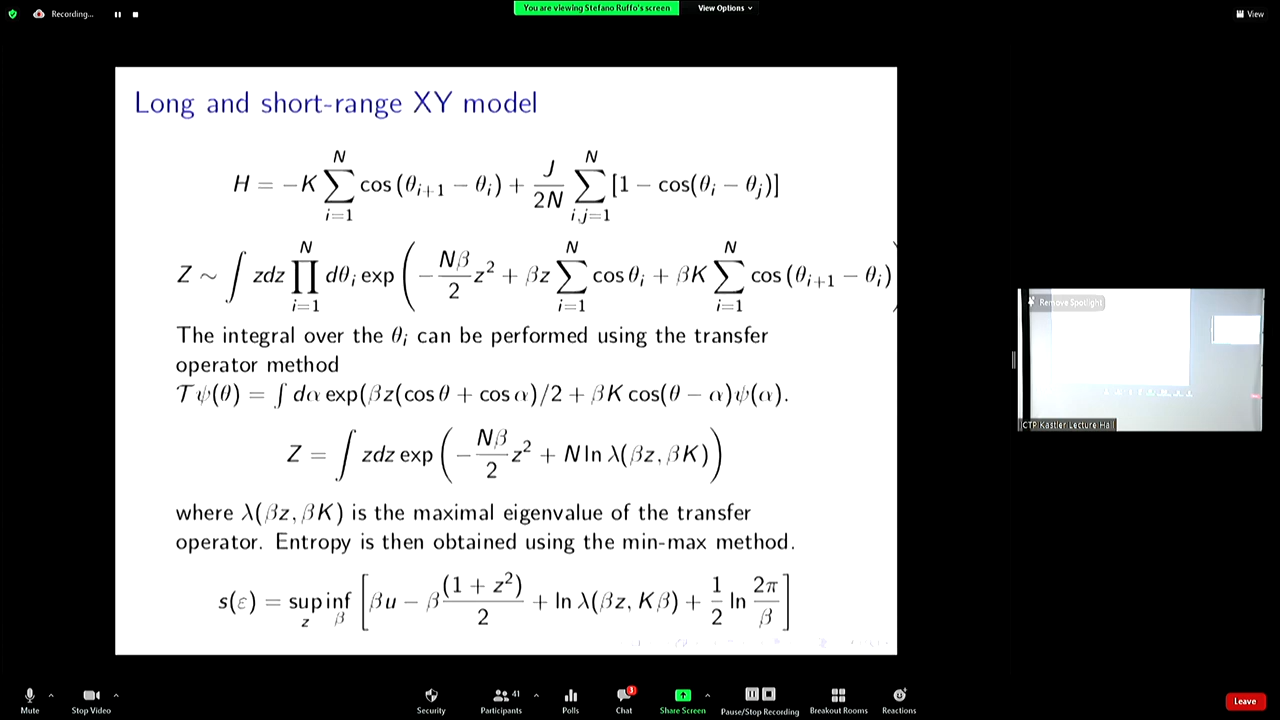 Recording...
You are viewing Stefano Ruffo's screen
View Options
View
Long and short-range XY model
H = −K ∑_{i=1}^{N} cos (θ_{i+1} − θ_i) + J/2N ∑_{i,j=1}^{N} [1 − cos(θ_i − θ_j)]
Z ∼ ∫ zdz ∏_{i=1}^{N} dθ_i exp ( −Nβ/2 z² + βz ∑_{i=1}^{N} cos θ_i + βK ∑_{i=1}^{N} cos (θ_{i+1} − θ_i) )
The integral over the θ_i can be performed using the transfer
operator method
𝒯ψ(θ) = ∫ dα exp(βz(cos θ + cos α)/2 + βK cos(θ − α)ψ(α).
Z = ∫ zdz exp ( −Nβ/2 z² + N ln λ(βz, βK) )
where λ(βz, βK) is the maximal eigenvalue of the transfer
operator. Entropy is then obtained using the min-max method.
s(ε) = sup_z inf_β [ βu − β (1 + z²)/2 + ln λ(βz, Kβ) + 1/2 ln 2π/β ]
Remove Spotlight
CTP Kastler Lecture Hall
Mute
Stop Video
Security
41
Participants
Polls
3
Chat
Share Screen
Pause/Stop Recording
Breakout Rooms
Reactions
Leave